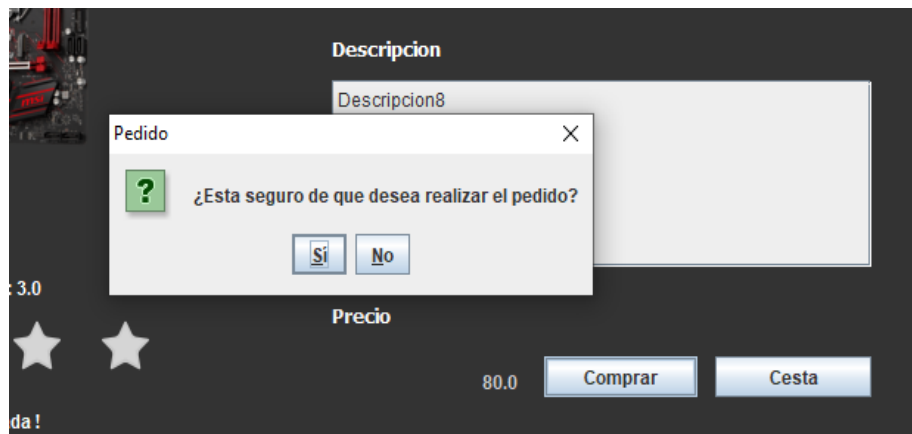 Descripcion
Descripcion8
msi
Pedido
¿Esta seguro de que desea realizar el pedido?
Sí
No
: 3.0
Precio
80.0
Comprar
Cesta
da !